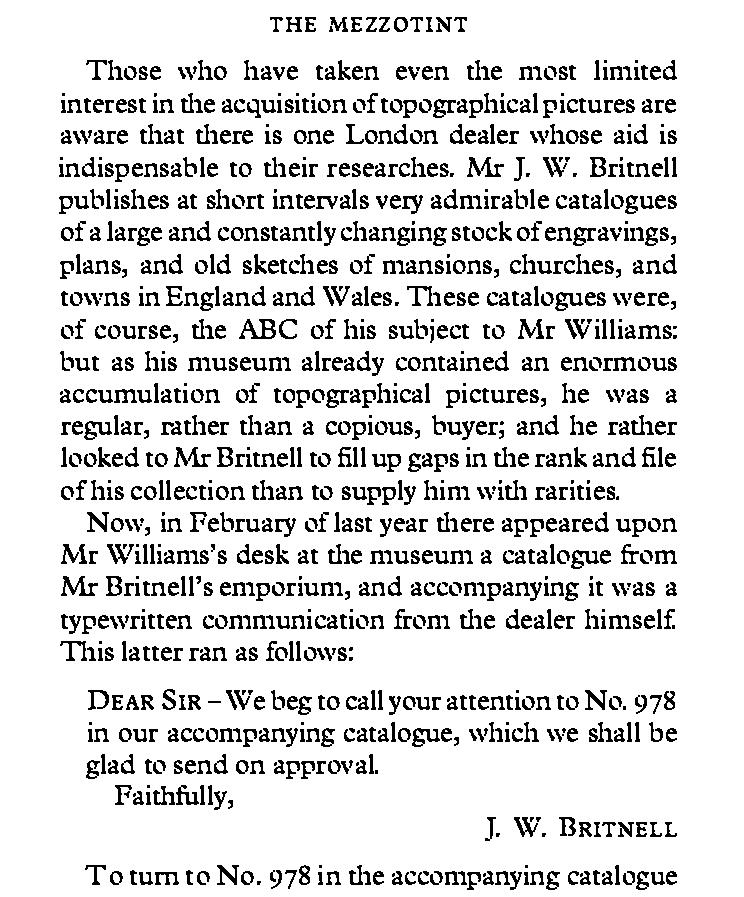 THE MEZZOTINT
Those who have taken even the most limited
interest in the acquisition of topographical pictures are
aware that there is one London dealer whose aid is
indispensable to their researches. Mr J. W. Britnell
publishes at short intervals very admirable catalogues
of a large and constantly changing stock of engravings,
plans, and old sketches of mansions, churches, and
towns in England and Wales. These catalogues were,
of course, the ABC of his subject to Mr Williams:
but as his museum already contained an enormous
accumulation of topographical pictures, he was a
regular, rather than a copious, buyer; and he rather
looked to Mr Britnell to fill up gaps in the rank and file
of his collection than to supply him with rarities.
Now, in February of last year there appeared upon
Mr Williams's desk at the museum a catalogue from
Mr Britnell's emporium, and accompanying it was a
typewritten communication from the dealer himself.
This latter ran as follows:
DEAR SIR – We beg to call your attention to No. 978
in our accompanying catalogue, which we shall be
glad to send on approval.
Faithfully,
J. W. BRITNELL
To turn to No. 978 in the accompanying catalogue